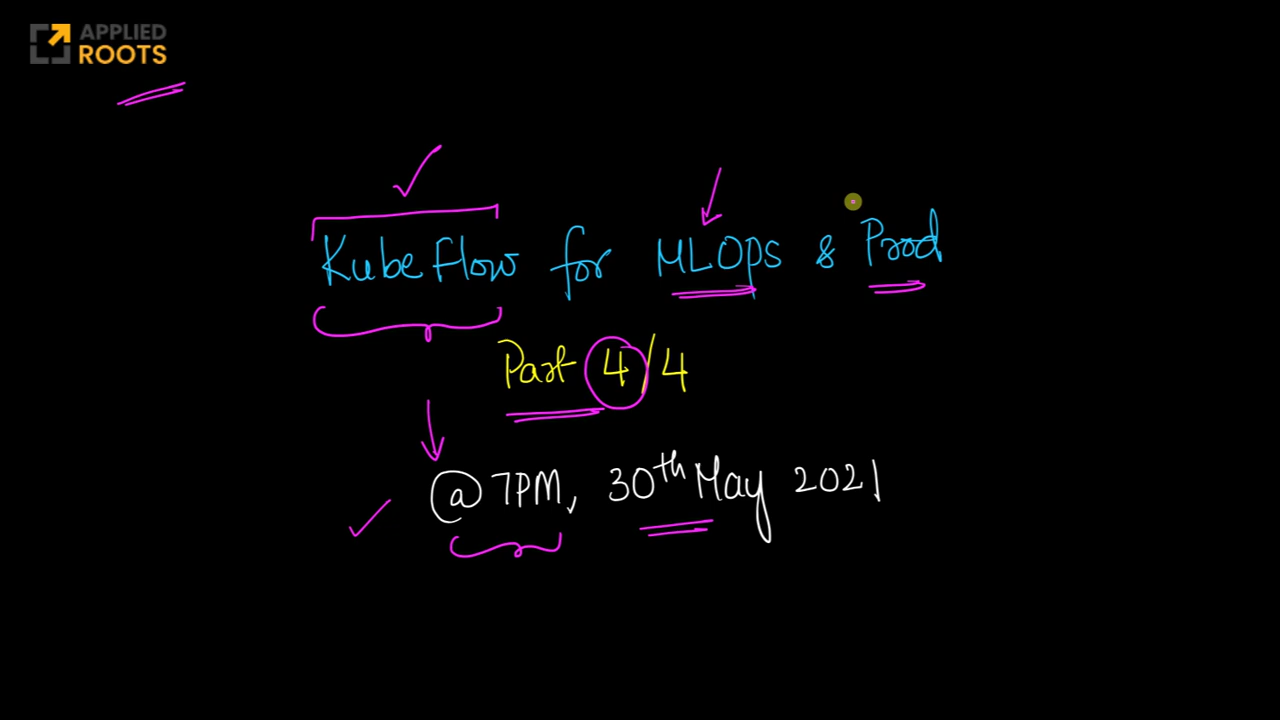 APPLIED
ROOTS
KubeFlow for MLOps & Prod
Part 4/4
@ 7PM, 30th May 2021